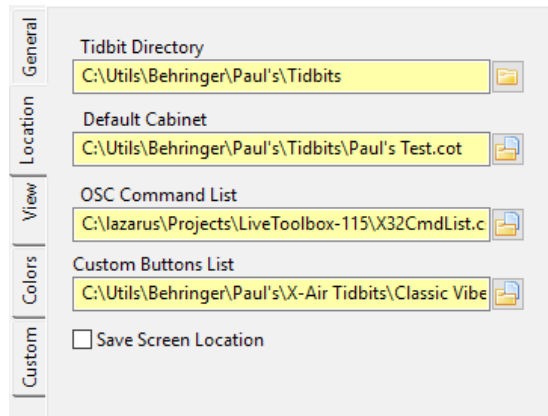 General
Location
View
Colors
Custom
Tidbit Directory
C:\Utils\Behringer\Paul's\Tidbits
Default Cabinet
C:\Utils\Behringer\Paul's\Tidbits\Paul's Test.cot
OSC Command List
C:\lazarus\Projects\LiveToolbox-115\X32CmdList.c
Custom Buttons List
C:\Utils\Behringer\Paul's\X-Air Tidbits\Classic Vibe
Save Screen Location